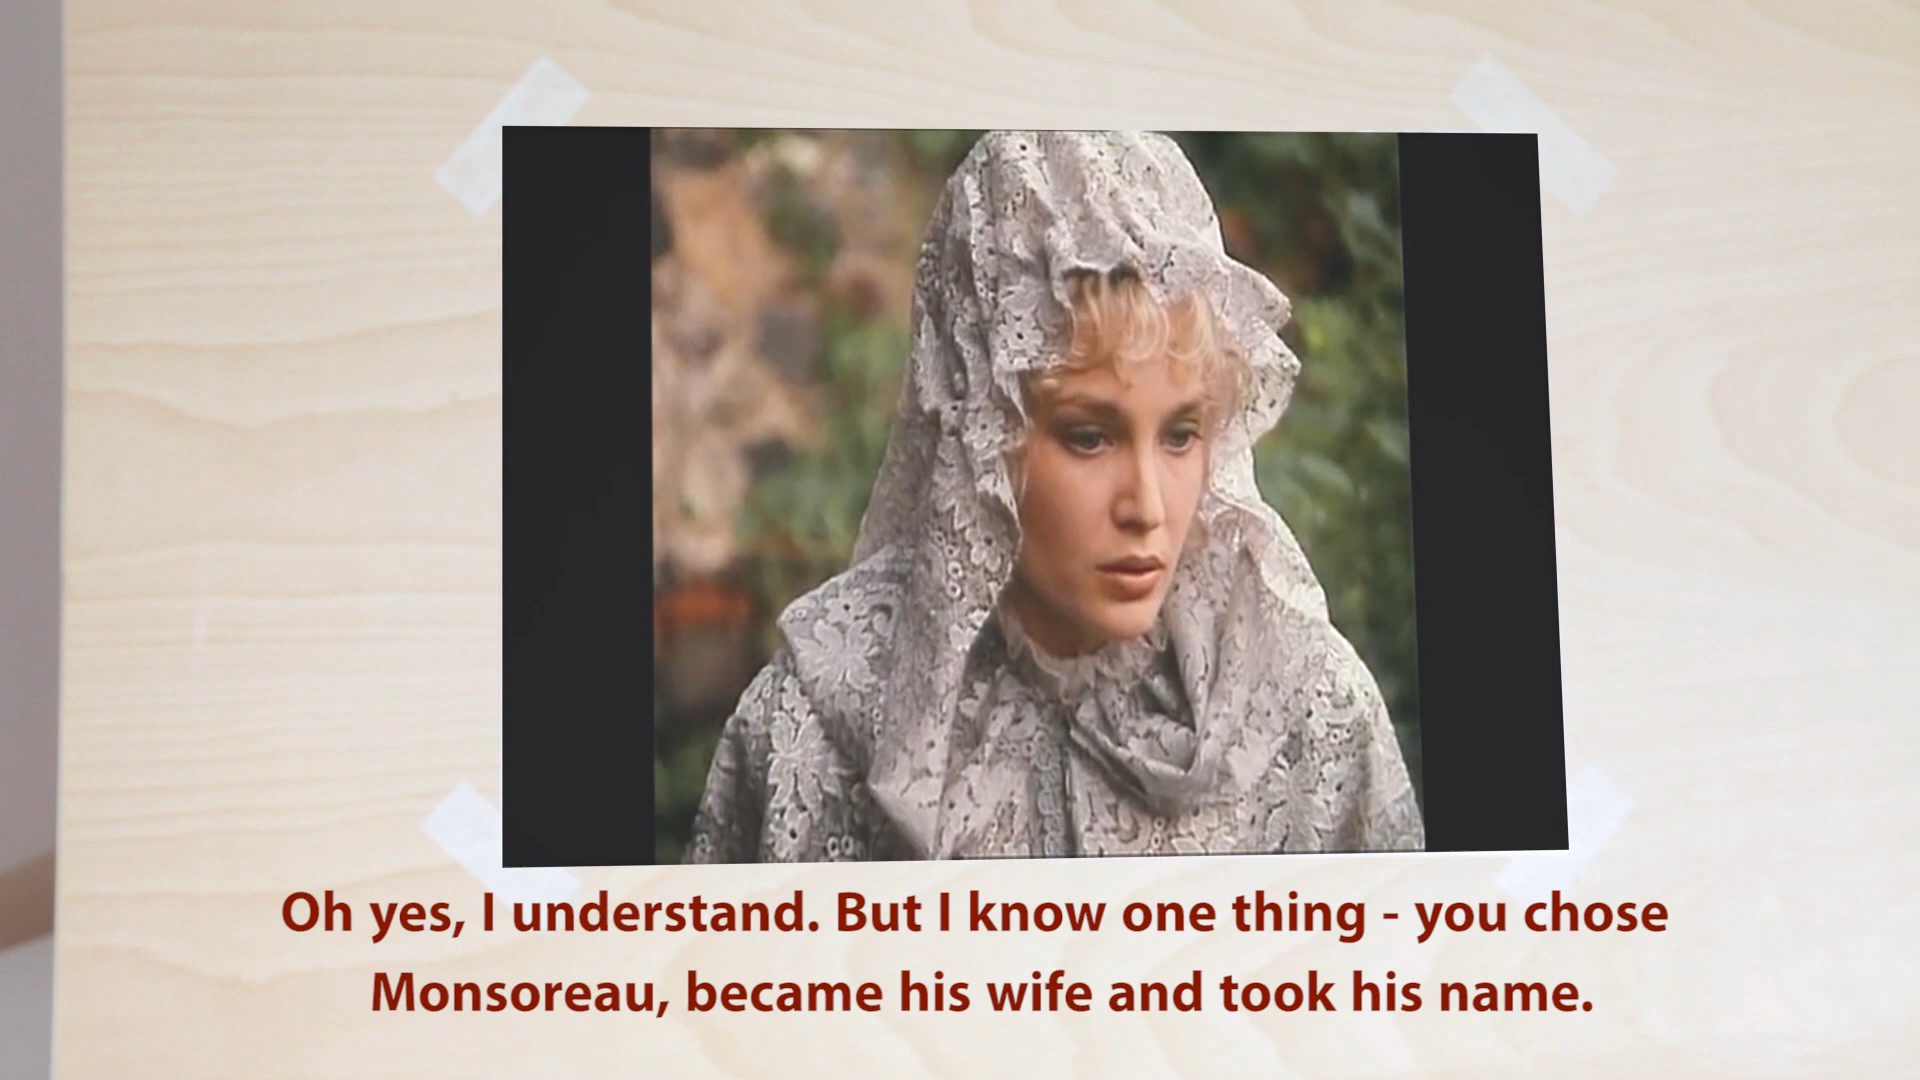 Oh yes, I understand. But I know one thing - you chose
Monsoreau, became his wife and took his name.